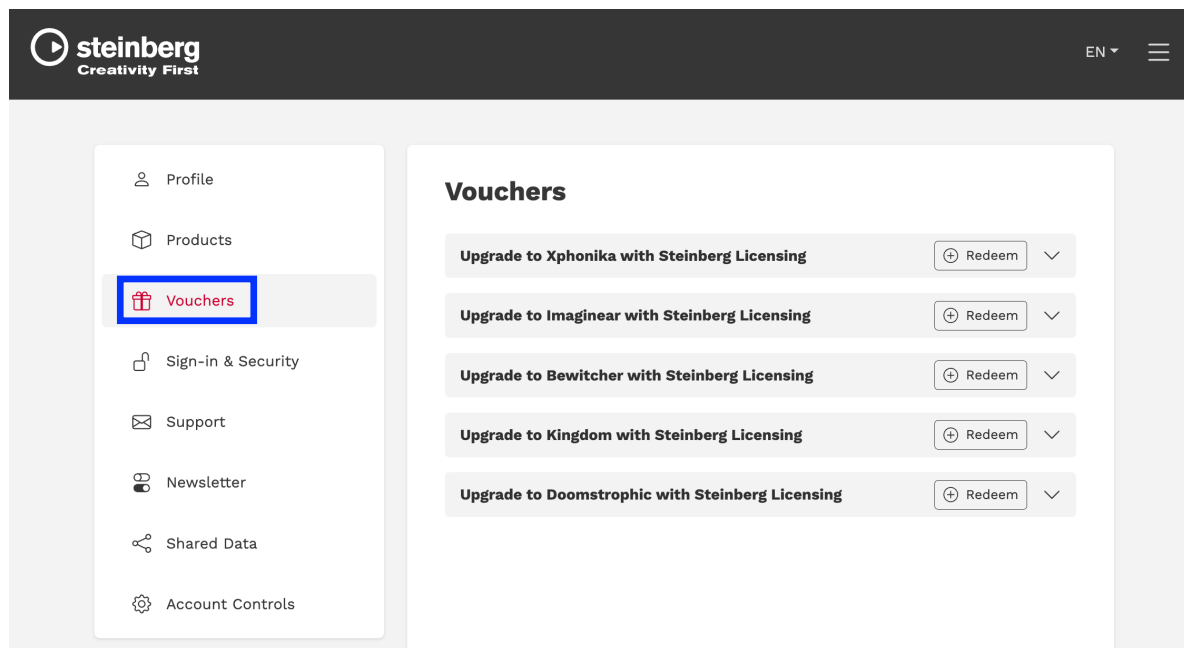 steinberg
Creativity First
EN
Profile
Products
Vouchers
Sign-in & Security
Support
Newsletter
Shared Data
Account Controls
Vouchers
Upgrade to Xphonika with Steinberg Licensing Redeem
Upgrade to Imaginear with Steinberg Licensing Redeem
Upgrade to Bewitcher with Steinberg Licensing Redeem
Upgrade to Kingdom with Steinberg Licensing Redeem
Upgrade to Doomstrophic with Steinberg Licensing Redeem